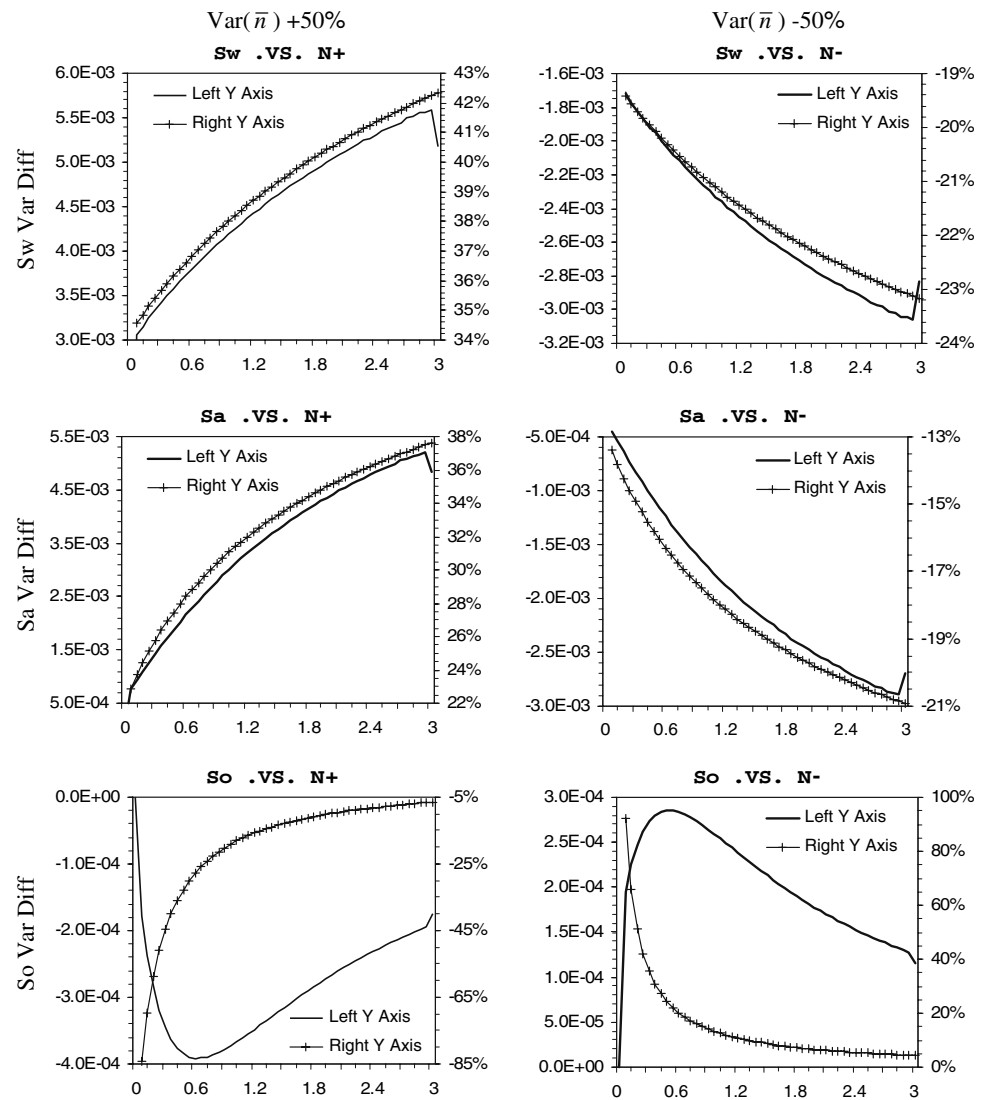 Var(n̅) +50%
Var(n̅) -50%
Sw .VS. N+
6.0E-03
5.5E-03
5.0E-03
4.5E-03
4.0E-03
3.5E-03
3.0E-03
Sw Var Diff
Left Y Axis
Right Y Axis
43%
42%
41%
40%
39%
38%
37%
36%
35%
34%
0 0.6 1.2 1.8 2.4 3
Sw .VS. N-
-1.6E-03
-1.8E-03
-2.0E-03
-2.2E-03
-2.4E-03
-2.6E-03
-2.8E-03
-3.0E-03
-3.2E-03
Left Y Axis
Right Y Axis
-19%
-20%
-21%
-22%
-23%
-24%
0 0.6 1.2 1.8 2.4 3
Sa .VS. N+
5.5E-03
4.5E-03
3.5E-03
2.5E-03
1.5E-03
5.0E-04
Sa Var Diff
Left Y Axis
Right Y Axis
38%
36%
34%
32%
30%
28%
26%
24%
22%
0 0.6 1.2 1.8 2.4 3
Sa .VS. N-
-5.0E-04
-1.0E-03
-1.5E-03
-2.0E-03
-2.5E-03
-3.0E-03
Left Y Axis
Right Y Axis
-13%
-15%
-17%
-19%
-21%
0 0.6 1.2 1.8 2.4 3
So .VS. N+
0.0E+00
-1.0E-04
-2.0E-04
-3.0E-04
-4.0E-04
So Var Diff
Left Y Axis
Right Y Axis
-5%
-25%
-45%
-65%
-85%
0 0.6 1.2 1.8 2.4 3
So .VS. N-
3.0E-04
2.5E-04
2.0E-04
1.5E-04
1.0E-04
5.0E-05
0.0E+00
Left Y Axis
Right Y Axis
100%
80%
60%
40%
20%
0%
0 0.6 1.2 1.8 2.4 3